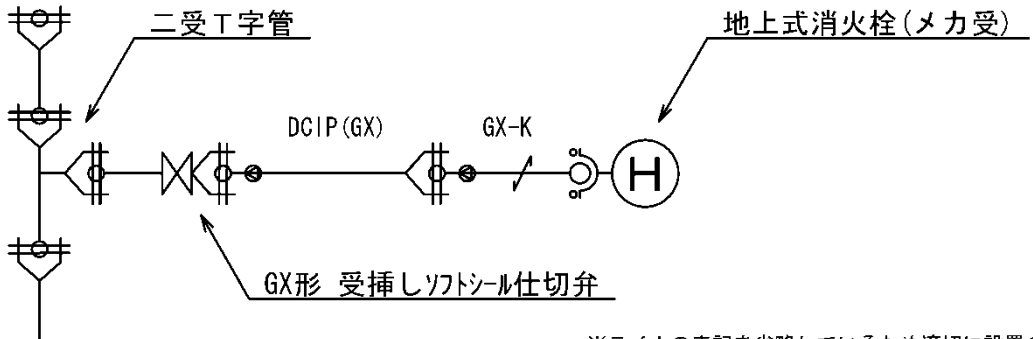 二受T字管
地上式消火栓(メカ受)
DCIP(GX)
GX-K
H
GX形 受挿しソフトシール仕切弁